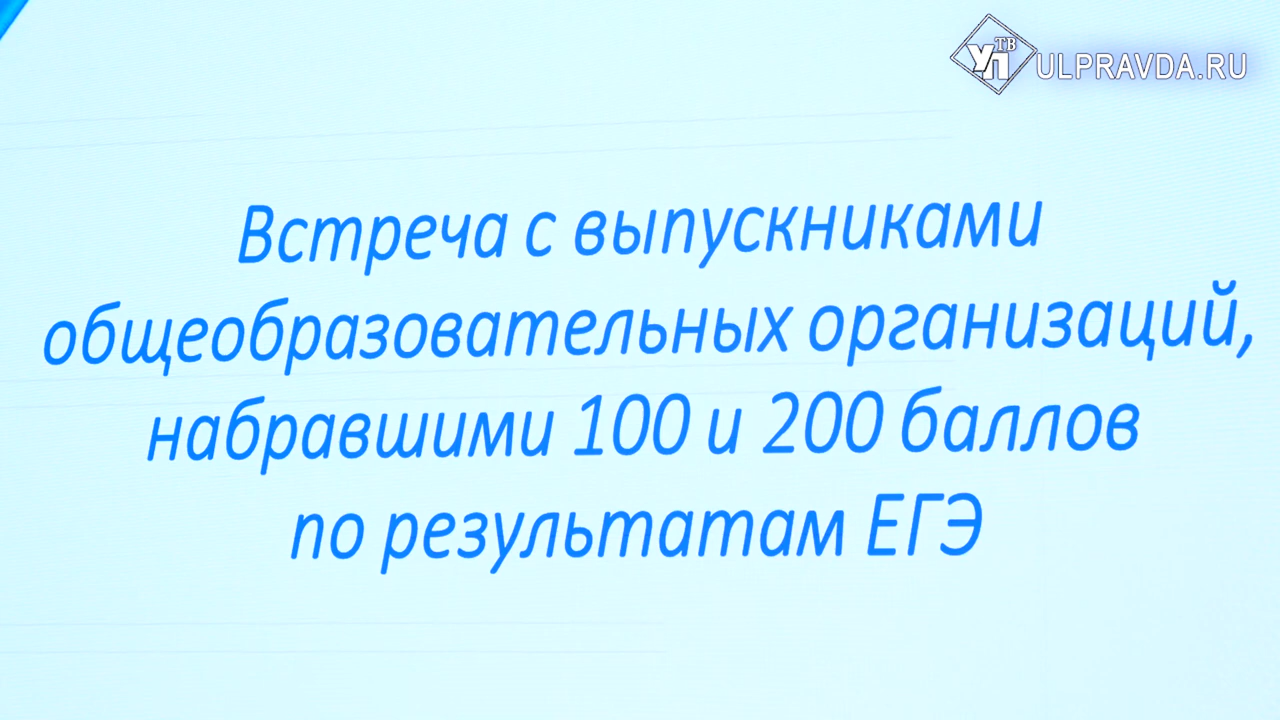 УП ТВ ULPRAVDA.RU
Встреча с выпускниками
общеобразовательных организаций,
набравшими 100 и 200 баллов
по результатам ЕГЭ